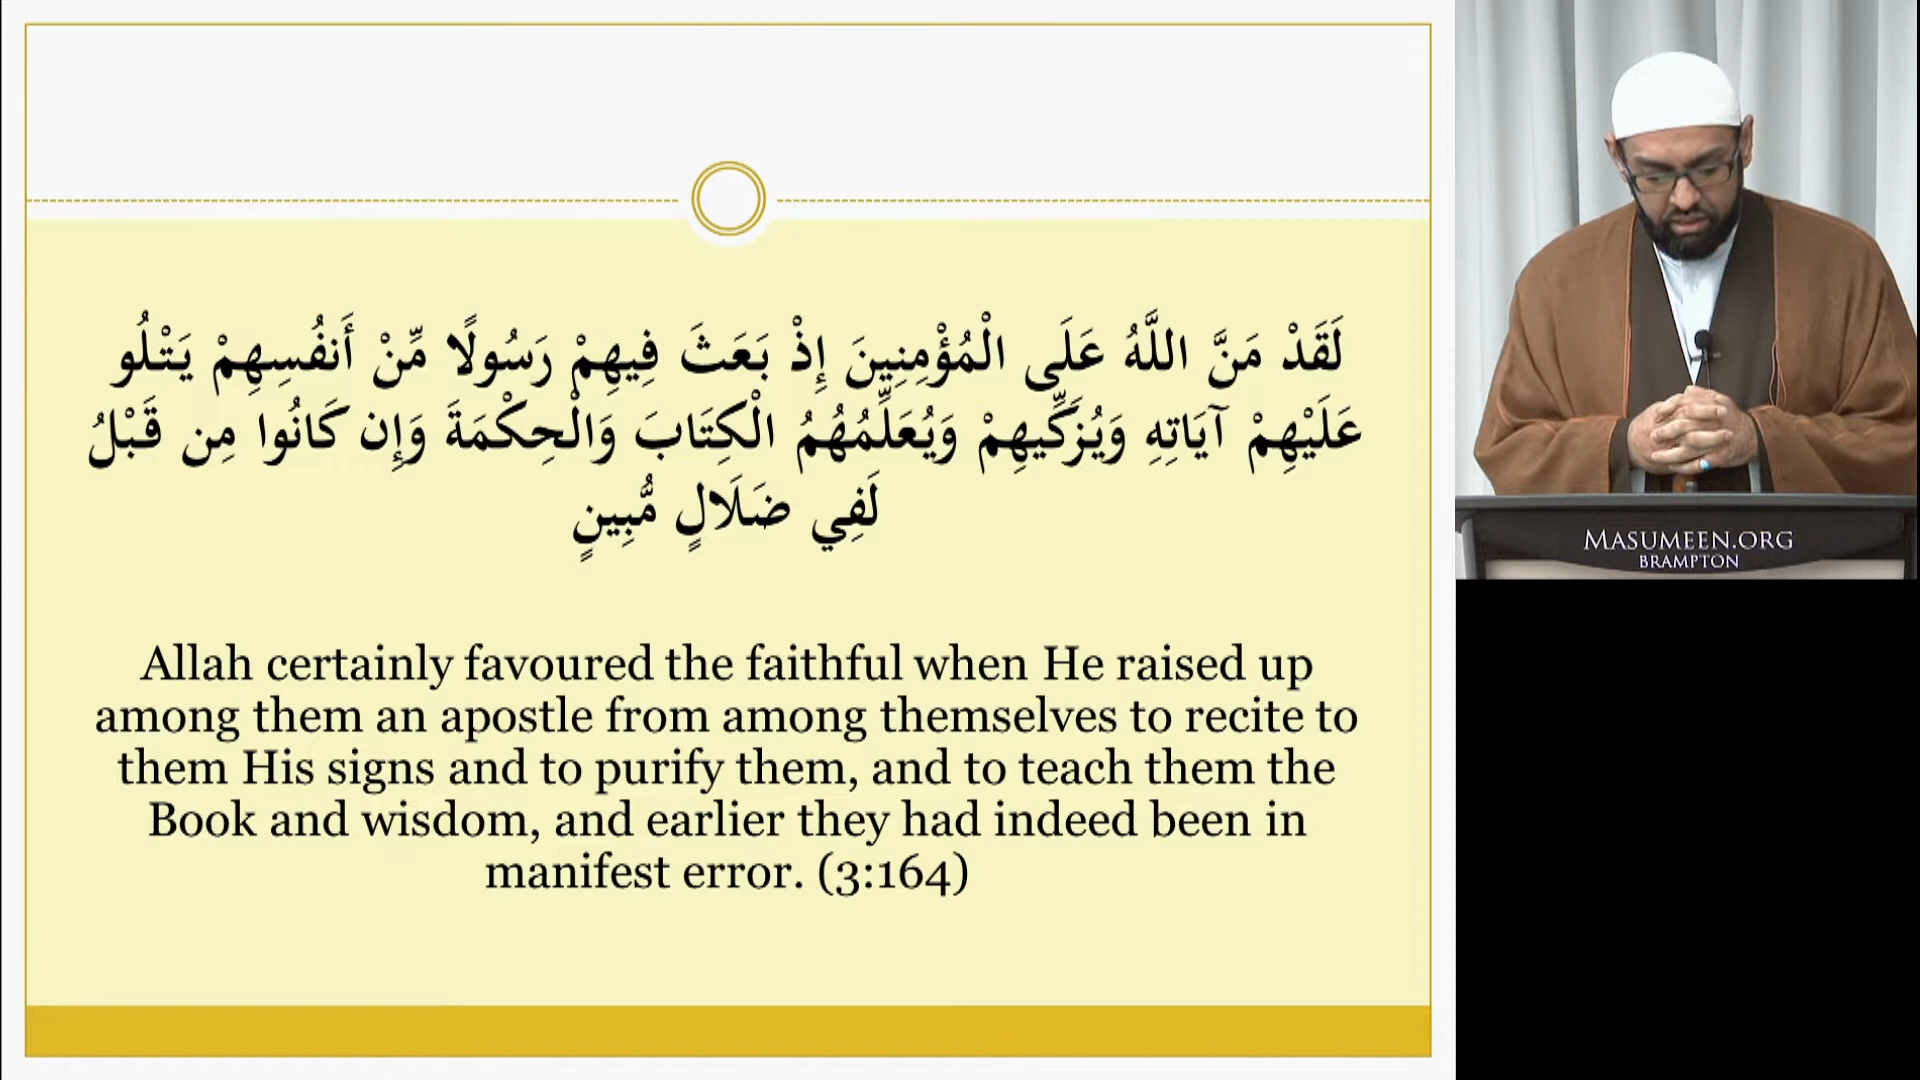 لَقَدْ مَنَّ اللَّهُ عَلَى الْمُؤْمِنِينَ إِذْ بَعَثَ فِيهِمْ رَسُولًا مِّنْ أَنفُسِهِمْ يَتْلُو
عَلَيْهِمْ آيَاتِهِ وَيُزَكِّيهِمْ وَيُعَلِّمُهُمُ الْكِتَابَ وَالْحِكْمَةَ وَإِن كَانُوا مِن قَبْلُ
لَفِي ضَلَالٍ مُّبِينٍ
Allah certainly favoured the faithful when He raised up
among them an apostle from among themselves to recite to
them His signs and to purify them, and to teach them the
Book and wisdom, and earlier they had indeed been in
manifest error. (3:164)
MASUMEEN.ORG
BRAMPTON